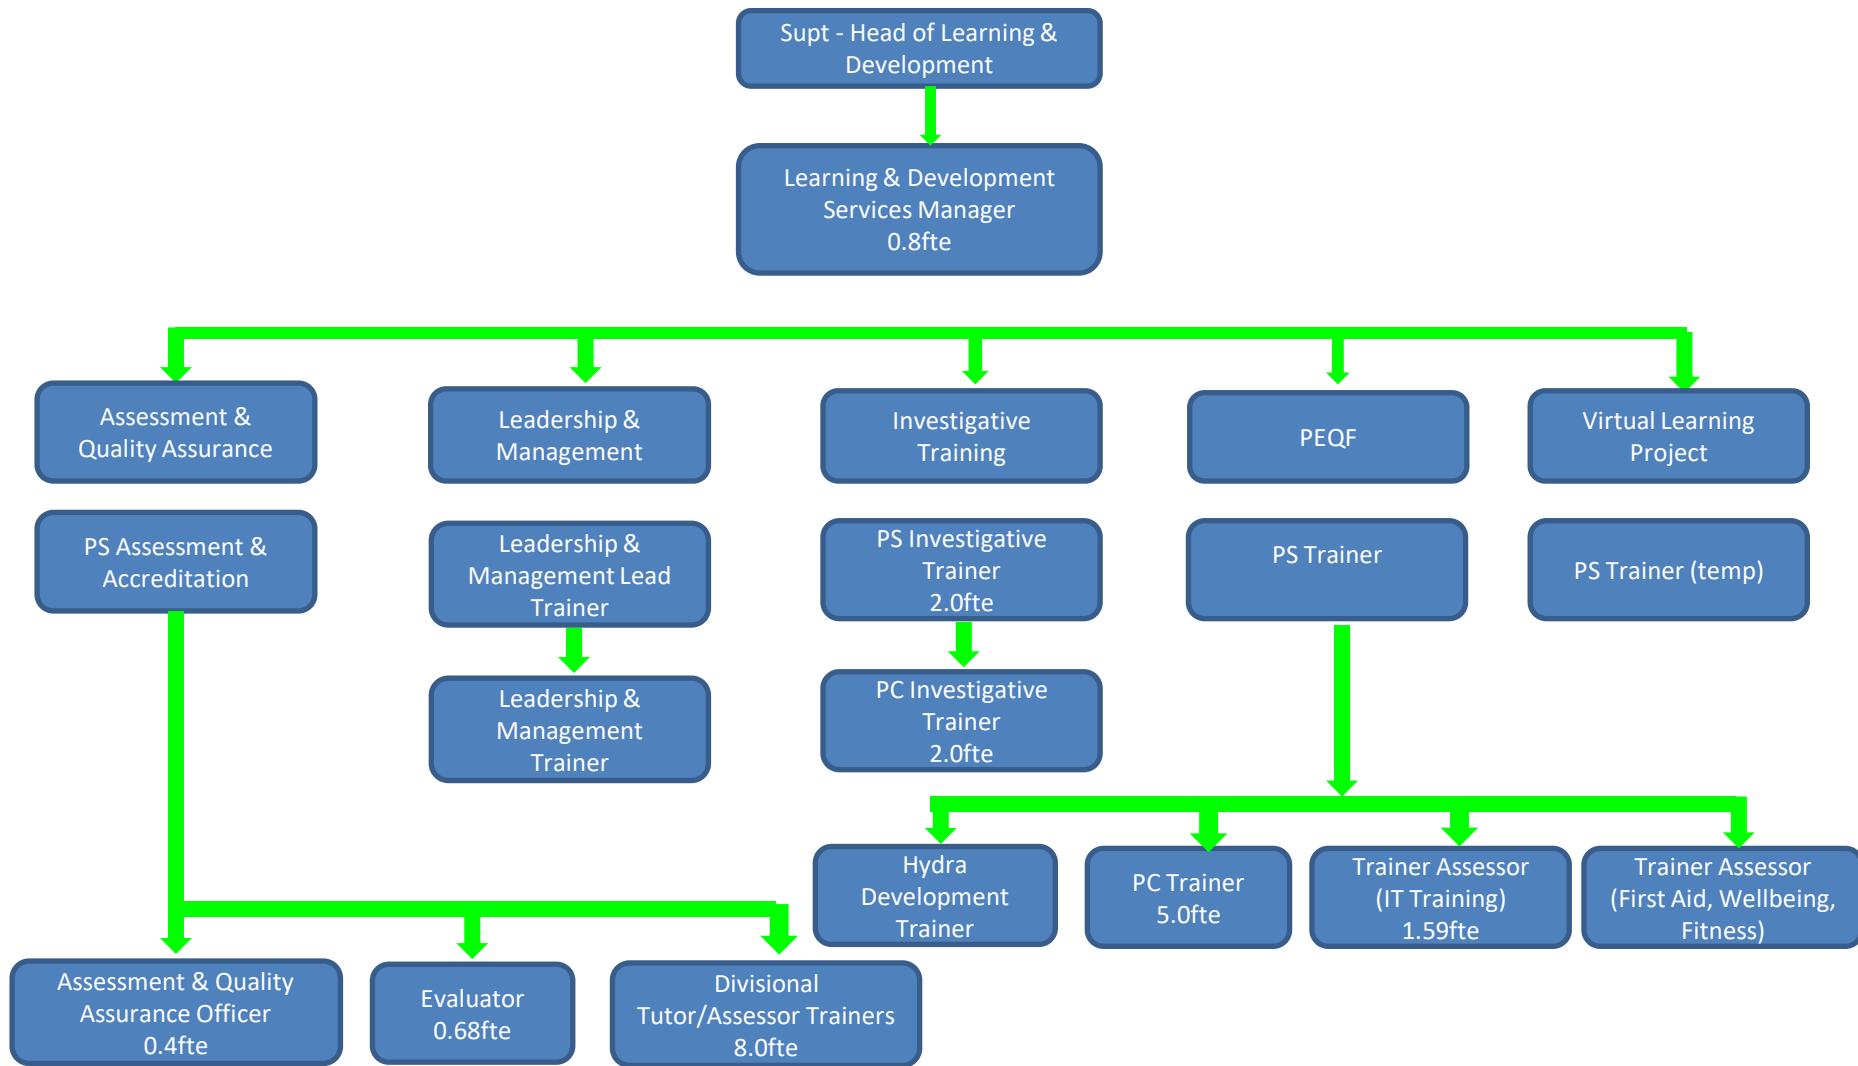 Supt - Head of Learning &
Development
Learning & Development
Services Manager
0.8fte
Assessment &
Quality Assurance
Leadership &
Management
Investigative
Training
PEQF
Virtual Learning
Project
PS Assessment &
Accreditation
Leadership &
Management Lead
Trainer
PS Investigative
Trainer
2.0fte
PS Trainer
PS Trainer (temp)
Leadership &
Management
Trainer
PC Investigative
Trainer
2.0fte
Hydra
Development
Trainer
PC Trainer
5.0fte
Trainer Assessor
(IT Training)
1.59fte
Trainer Assessor
(First Aid, Wellbeing,
Fitness)
Assessment & Quality
Assurance Officer
0.4fte
Evaluator
0.68fte
Divisional
Tutor/Assessor Trainers
8.0fte